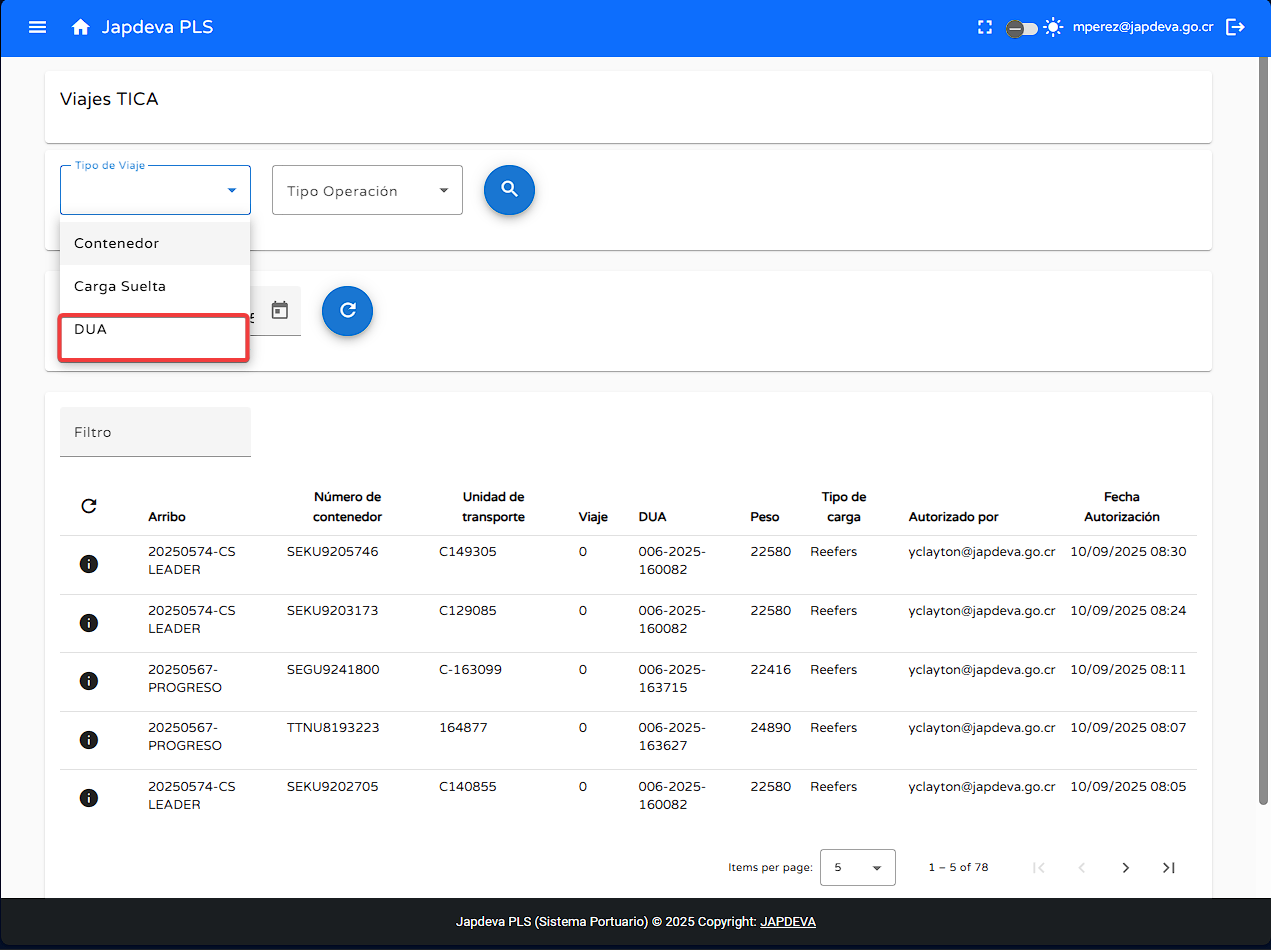 Japdeva PLS
mperez@japdeva.go.cr
Viajes TICA
Tipo de Viaje
Tipo Operación
Contenedor
Carga Suelta
DUA
Filtro
Arribo
Número de
contenedor
Unidad de
transporte
Viaje
DUA
Peso
Tipo de
carga
Autorizado por
Fecha
Autorización
20250574-CS SEKU9205746 C149305 0 006-2025- 22580 Reefers yclayton@japdeva.go.cr 10/09/2025 08:30
LEADER 160082
20250574-CS SEKU9203173 C129085 0 006-2025- 22580 Reefers yclayton@japdeva.go.cr 10/09/2025 08:24
LEADER 160082
20250567- SEGU9241800 C-163099 0 006-2025- 22416 Reefers yclayton@japdeva.go.cr 10/09/2025 08:11
PROGRESO 163715
20250567- TTNU8193223 164877 0 006-2025- 24890 Reefers yclayton@japdeva.go.cr 10/09/2025 08:07
PROGRESO 163627
20250574-CS SEKU9202705 C140855 0 006-2025- 22580 Reefers yclayton@japdeva.go.cr 10/09/2025 08:05
LEADER 160082
Items per page: 5 1 – 5 of 78
Japdeva PLS (Sistema Portuario) © 2025 Copyright: JAPDEVA